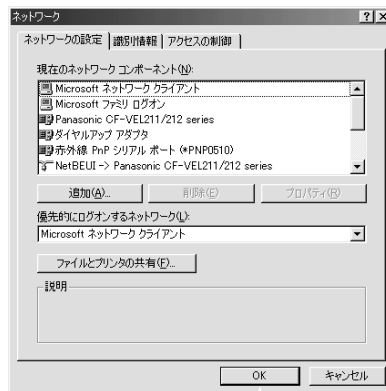 ネットワーク
ネットワークの設定 識別情報 アクセスの制御
現在のネットワーク コンポーネント(N):
Microsoft ネットワーク クライアント
Microsoft ファミリ ログオン
Panasonic CF-VEL211/212 series
ダイヤルアップ アダプタ
赤外線 PnP シリアル ポート (*PNP0510)
NetBEUI -> Panasonic CF-VEL211/212 series
追加(A)... 削除(E) プロパティ(R)
優先的にログオンするネットワーク(L):
Microsoft ネットワーク クライアント
ファイルとプリンタの共有(F)...
説明
OK キャンセル